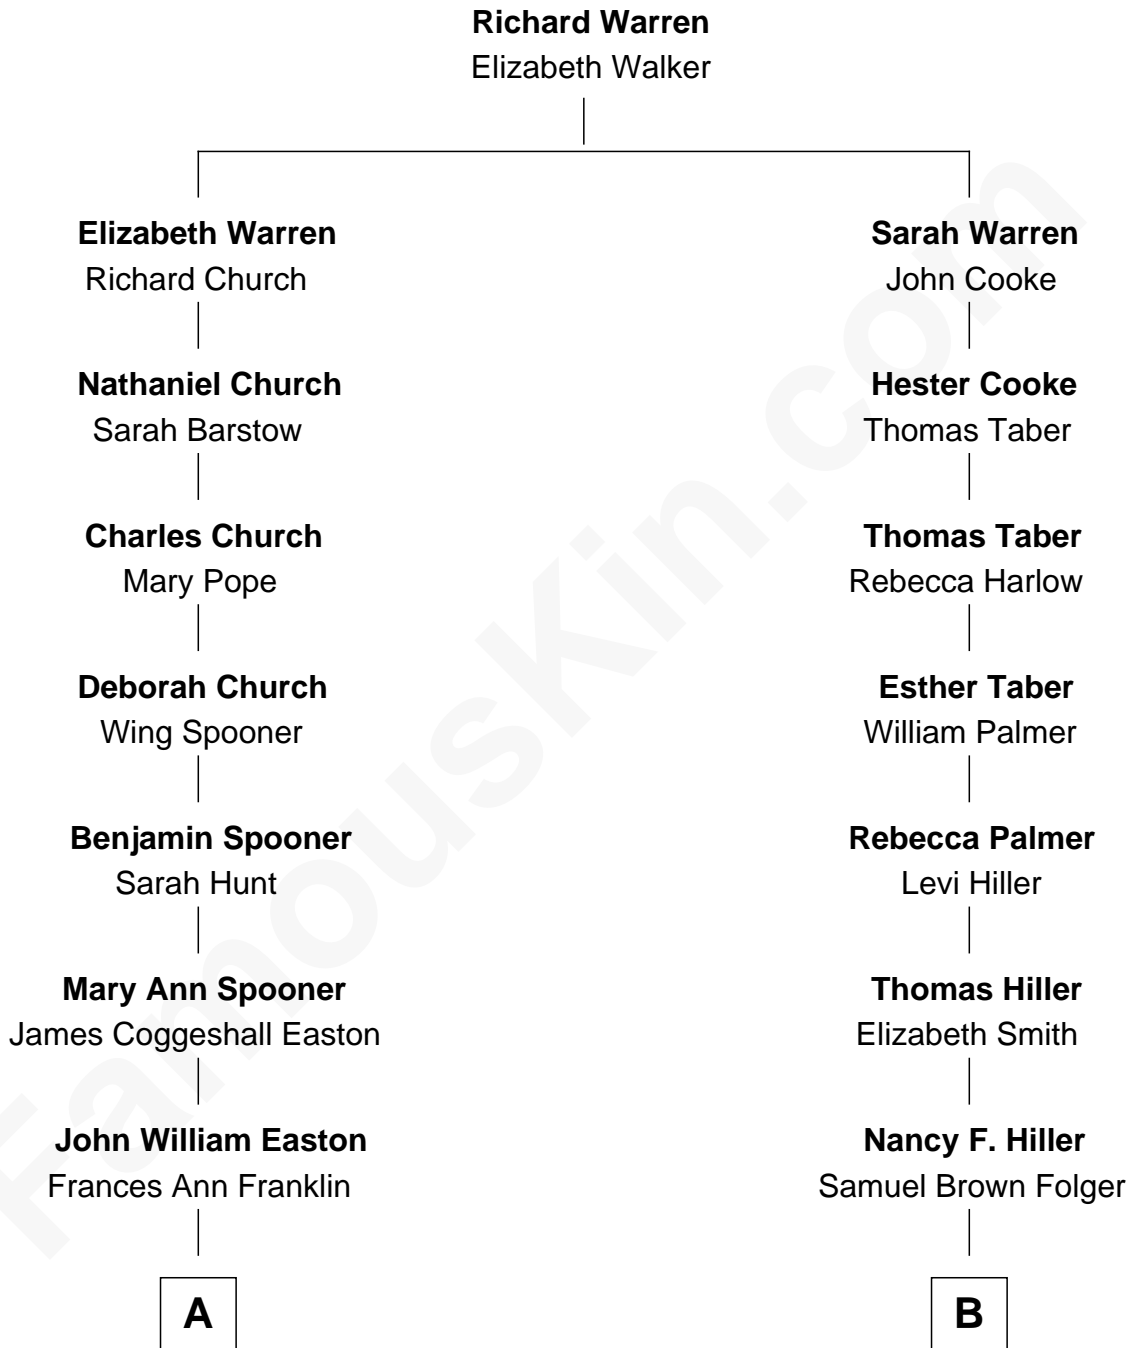 Richard Warren
Elizabeth Walker
Elizabeth Warren
Richard Church
Nathaniel Church
Sarah Barstow
Charles Church
Mary Pope
Deborah Church
Wing Spooner
Benjamin Spooner
Sarah Hunt
Mary Ann Spooner
James Coggeshall Easton
John William Easton
Frances Ann Franklin
A
Sarah Warren
John Cooke
Hester Cooke
Thomas Taber
Thomas Taber
Rebecca Harlow
Esther Taber
William Palmer
Rebecca Palmer
Levi Hiller
Thomas Hiller
Elizabeth Smith
Nancy F. Hiller
Samuel Brown Folger
B
FamousKin.com